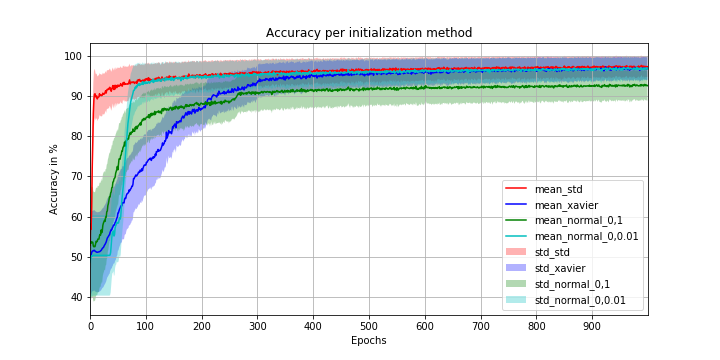 Accuracy per initialization method
Accuracy in %
100
90
80
70
60
50
40
0
100
200
300
400
500
600
700
800
900
Epochs
mean_std
mean_xavier
mean_normal_0,1
mean_normal_0,0.01
std_std
std_xavier
std_normal_0,1
std_normal_0,0.01